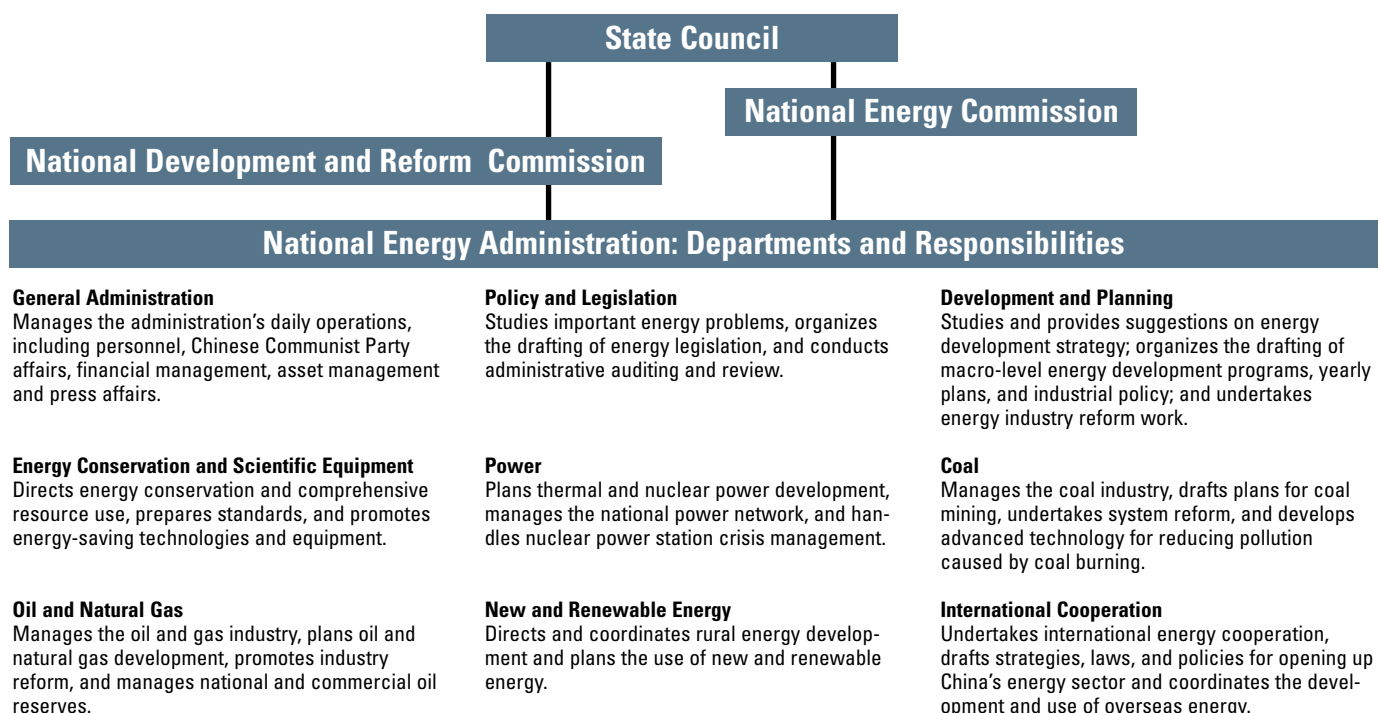 State Council
National Energy Commission
National Development and Reform Commission
National Energy Administration: Departments and Responsibilities
General Administration
Manages the administration's daily operations,
including personnel, Chinese Communist Party
affairs, financial management, asset management
and press affairs.
Policy and Legislation
Studies important energy problems, organizes
the drafting of energy legislation, and conducts
administrative auditing and review.
Development and Planning
Studies and provides suggestions on energy
development strategy; organizes the drafting of
macro-level energy development programs, yearly
plans, and industrial policy; and undertakes
energy industry reform work.
Energy Conservation and Scientific Equipment
Directs energy conservation and comprehensive
resource use, prepares standards, and promotes
energy-saving technologies and equipment.
Power
Plans thermal and nuclear power development,
manages the national power network, and han-
dles nuclear power station crisis management.
Coal
Manages the coal industry, drafts plans for coal
mining, undertakes system reform, and develops
advanced technology for reducing pollution
caused by coal burning.
Oil and Natural Gas
Manages the oil and gas industry, plans oil and
natural gas development, promotes industry
reform, and manages national and commercial oil
reserves.
New and Renewable Energy
Directs and coordinates rural energy develop-
ment and plans the use of new and renewable
energy.
International Cooperation
Undertakes international energy cooperation,
drafts strategies, laws, and policies for opening up
China's energy sector and coordinates the devel-
opment and use of overseas energy.